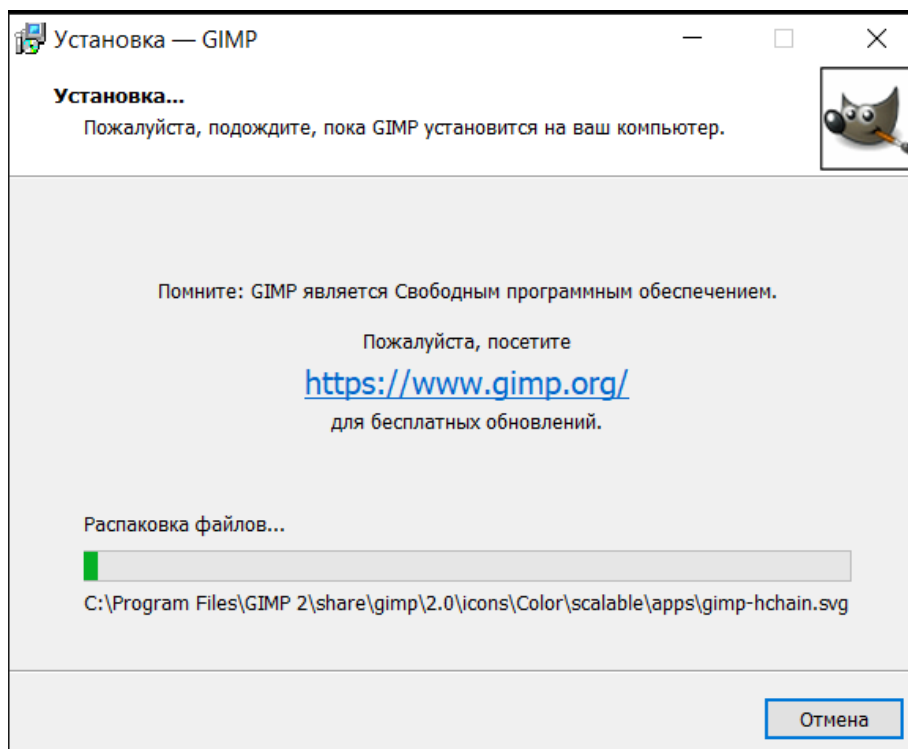 Установка — GIMP
Установка...
Пожалуйста, подождите, пока GIMP установится на ваш компьютер.
Помните: GIMP является Свободным программным обеспечением.
Пожалуйста, посетите
https://www.gimp.org/
для бесплатных обновлений.
Распаковка файлов...
C:\Program Files\GIMP 2\share\gimp\2.0\icons\Color\scalable\apps\gimp-hchain.svg
Отмена